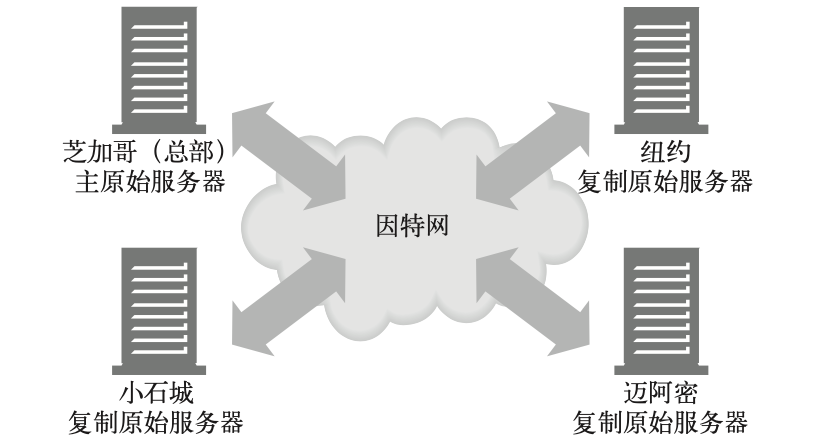 芝加哥（总部）
主原始服务器
纽约
复制原始服务器
因特网
小石城
复制原始服务器
迈阿密
复制原始服务器